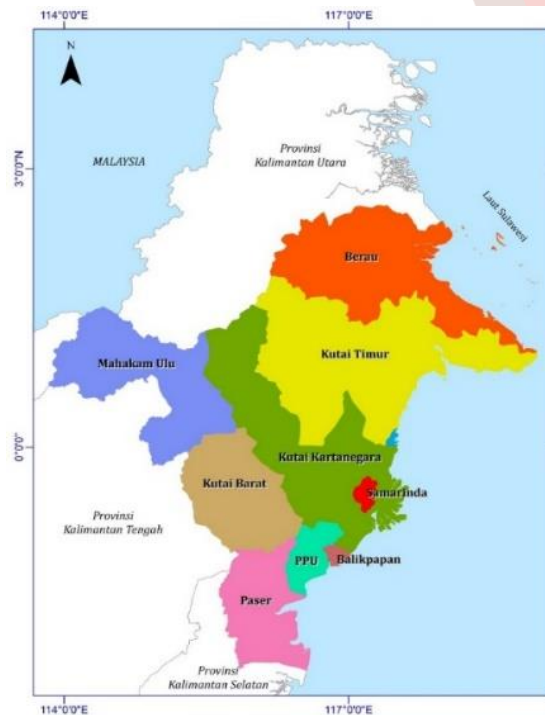 114°0'0"E 117°0'0"E
N
MALAYSIA
Provinsi
Kalimantan Utara
3°0'0"N
Laut Sulawesi
Berau
Kutai Timur
Mahakam Ulu
0°0'0"
Kutai Kartanegara
Kutai Barat
Samarinda
Provinsi
Kalimantan Tengah
PPU
Balikpapan
Paser
Provinsi
Kalimantan Selatan
114°0'0"E 117°0'0"E